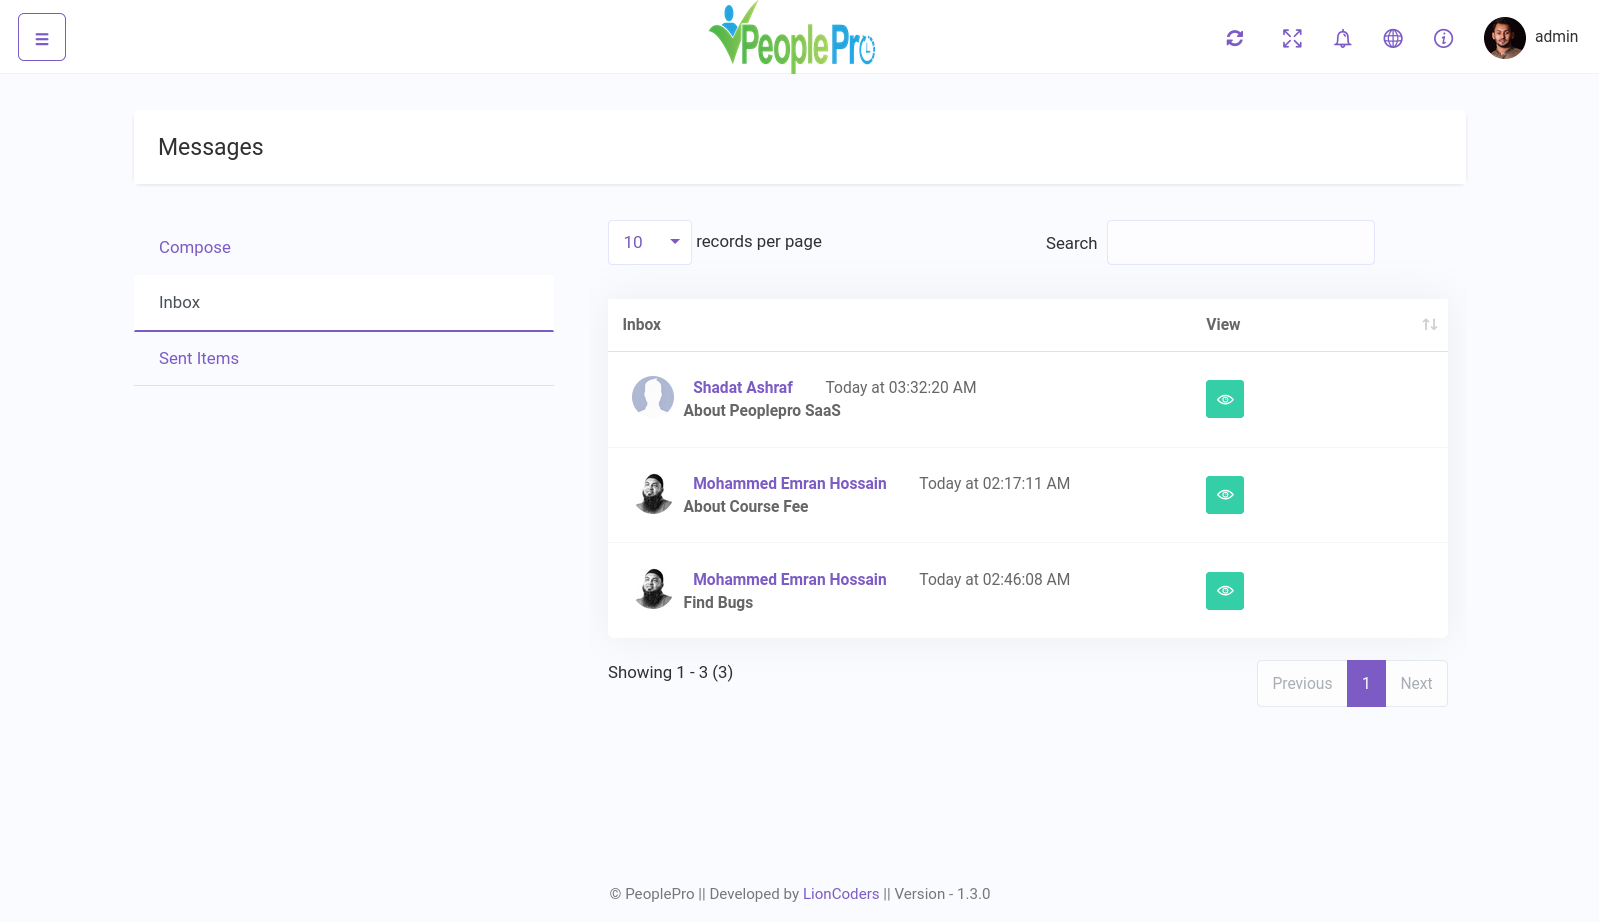 PeoplePro
admin
Messages
Compose
Inbox
Sent Items
10 records per page
Search
Inbox View
Shadat Ashraf Today at 03:32:20 AM
About Peoplepro SaaS
Mohammed Emran Hossain Today at 02:17:11 AM
About Course Fee
Mohammed Emran Hossain Today at 02:46:08 AM
Find Bugs
Showing 1 - 3 (3)
Previous 1 Next
© PeoplePro || Developed by LionCoders || Version - 1.3.0